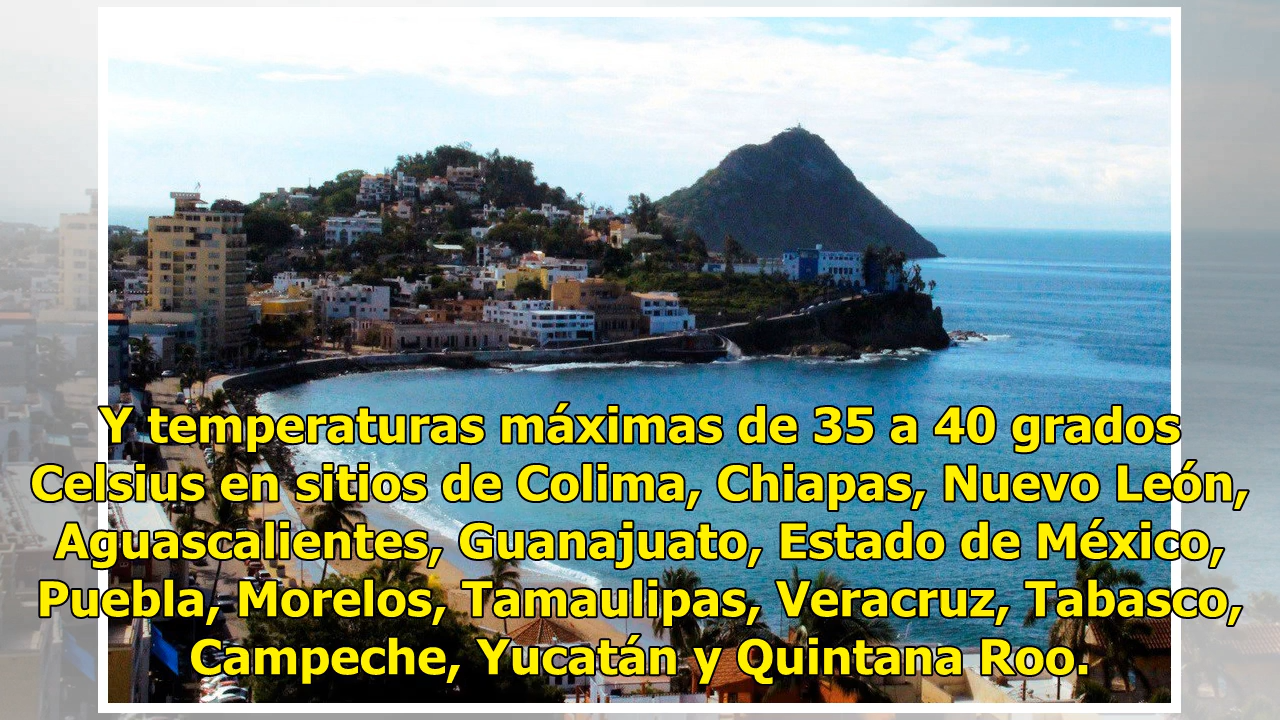 Y temperaturas máximas de 35 a 40 grados
Celsius en sitios de Colima, Chiapas, Nuevo León,
Aguascalientes, Guanajuato, Estado de México,
Puebla, Morelos, Tamaulipas, Veracruz, Tabasco,
Campeche, Yucatán y Quintana Roo.